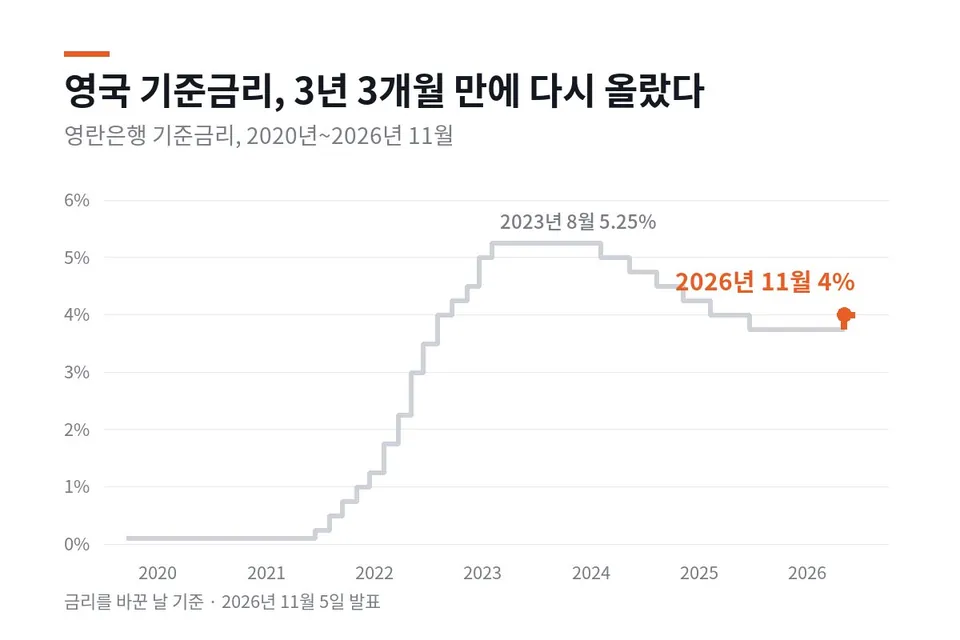 영국 기준금리, 3년 3개월 만에 다시 올랐다
영란은행 기준금리, 2020년~2026년 11월
6%
2023년 8월 5.25%
5%
2026년 11월 4%
4%
3%
2%
1%
0%
2020 2021 2022 2023 2024 2025 2026
금리를 바꾼 날 기준 · 2026년 11월 5일 발표